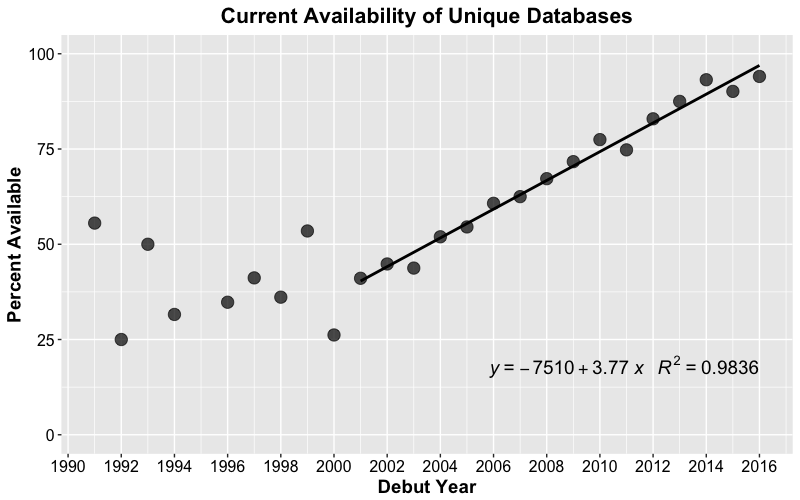 Current Availability of Unique Databases
Percent Available
100
75
50
25
0
y = − 7510 + 3.77 x R² = 0.9836
1990 1992 1994 1996 1998 2000 2002 2004 2006 2008 2010 2012 2014 2016
Debut Year